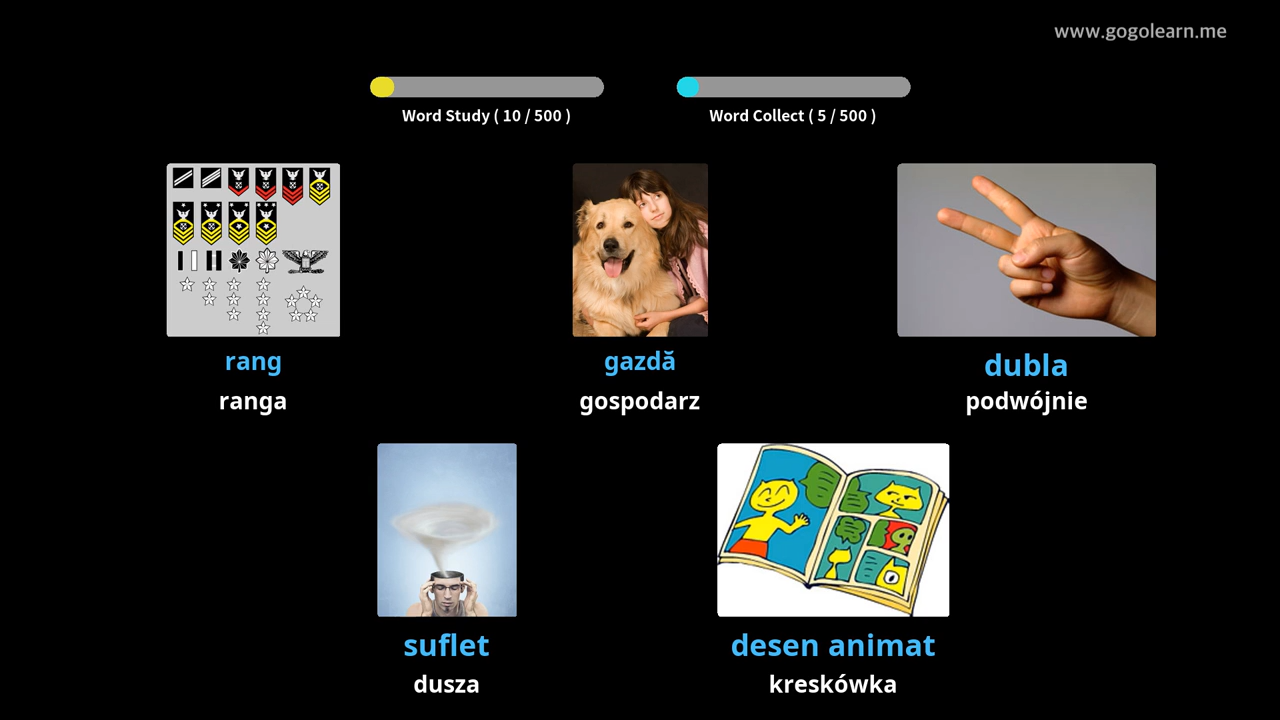 www.gogolearn.me
Word Study ( 10 / 500 )
Word Collect ( 5 / 500 )
rang
ranga
gazdă
gospodarz
dubla
podwójnie
suflet
dusza
desen animat
kreskówka